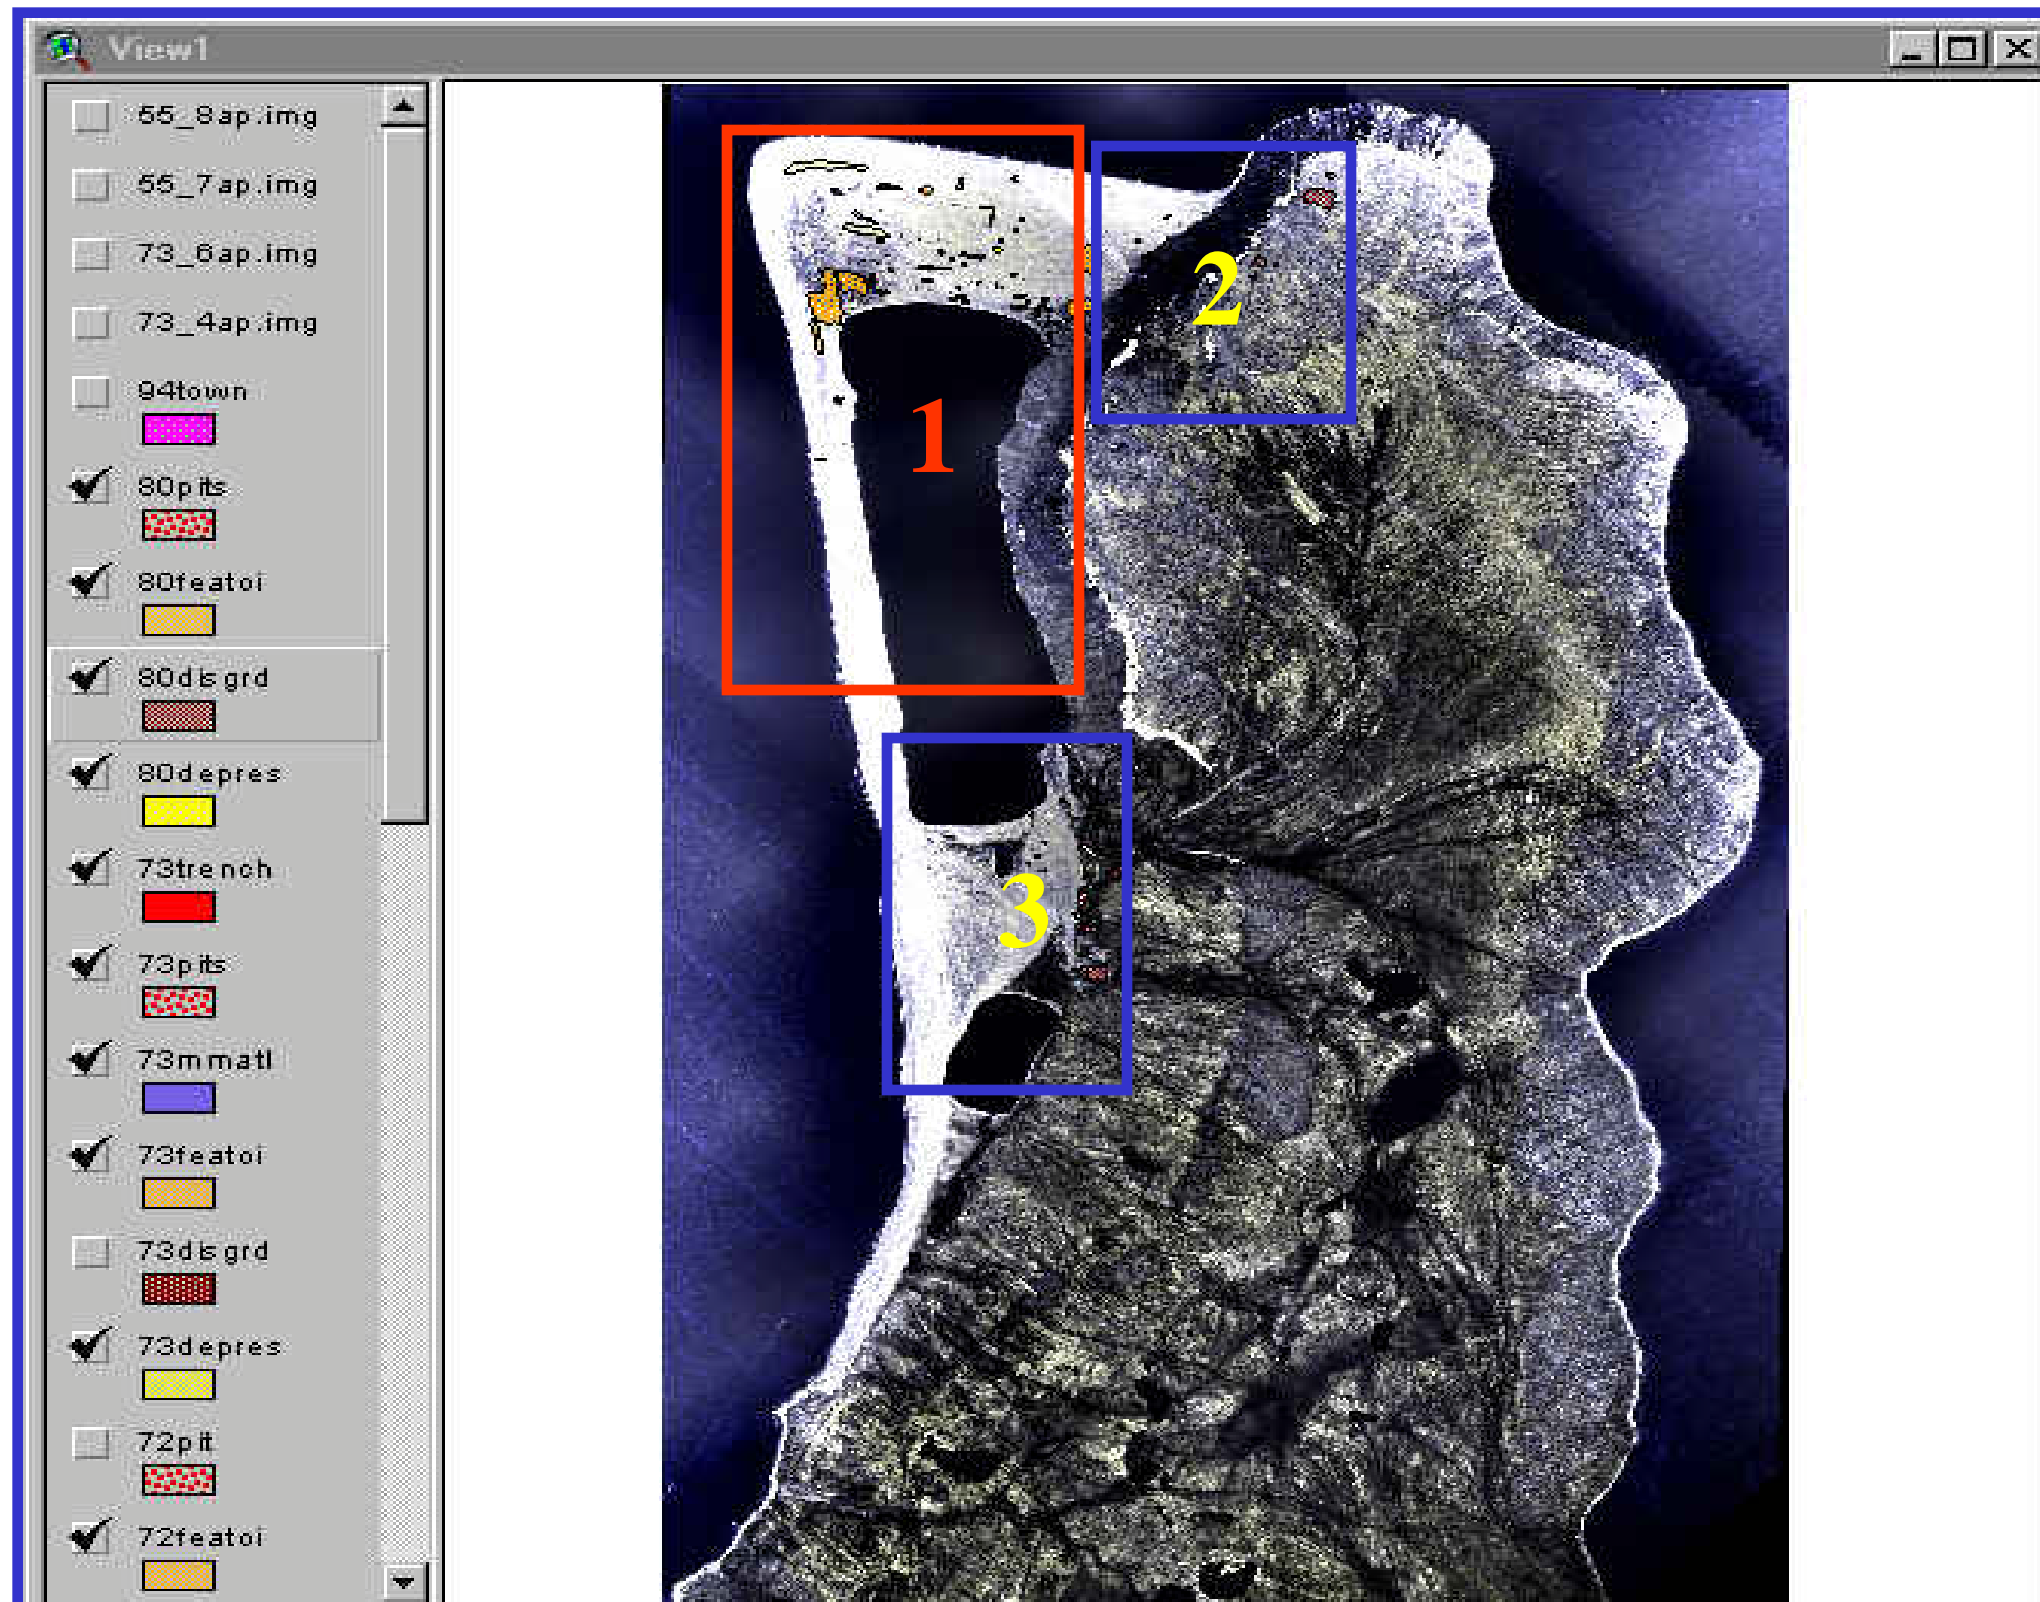 View1
55_8ap.img
55_7ap.img
73_6ap.img
73_4ap.img
94town
80pits
80featoi
80disgrd
80depres
73trench
73pits
73mmatl
73featoi
73disgrd
73depres
72pit
72featoi
1
2
3